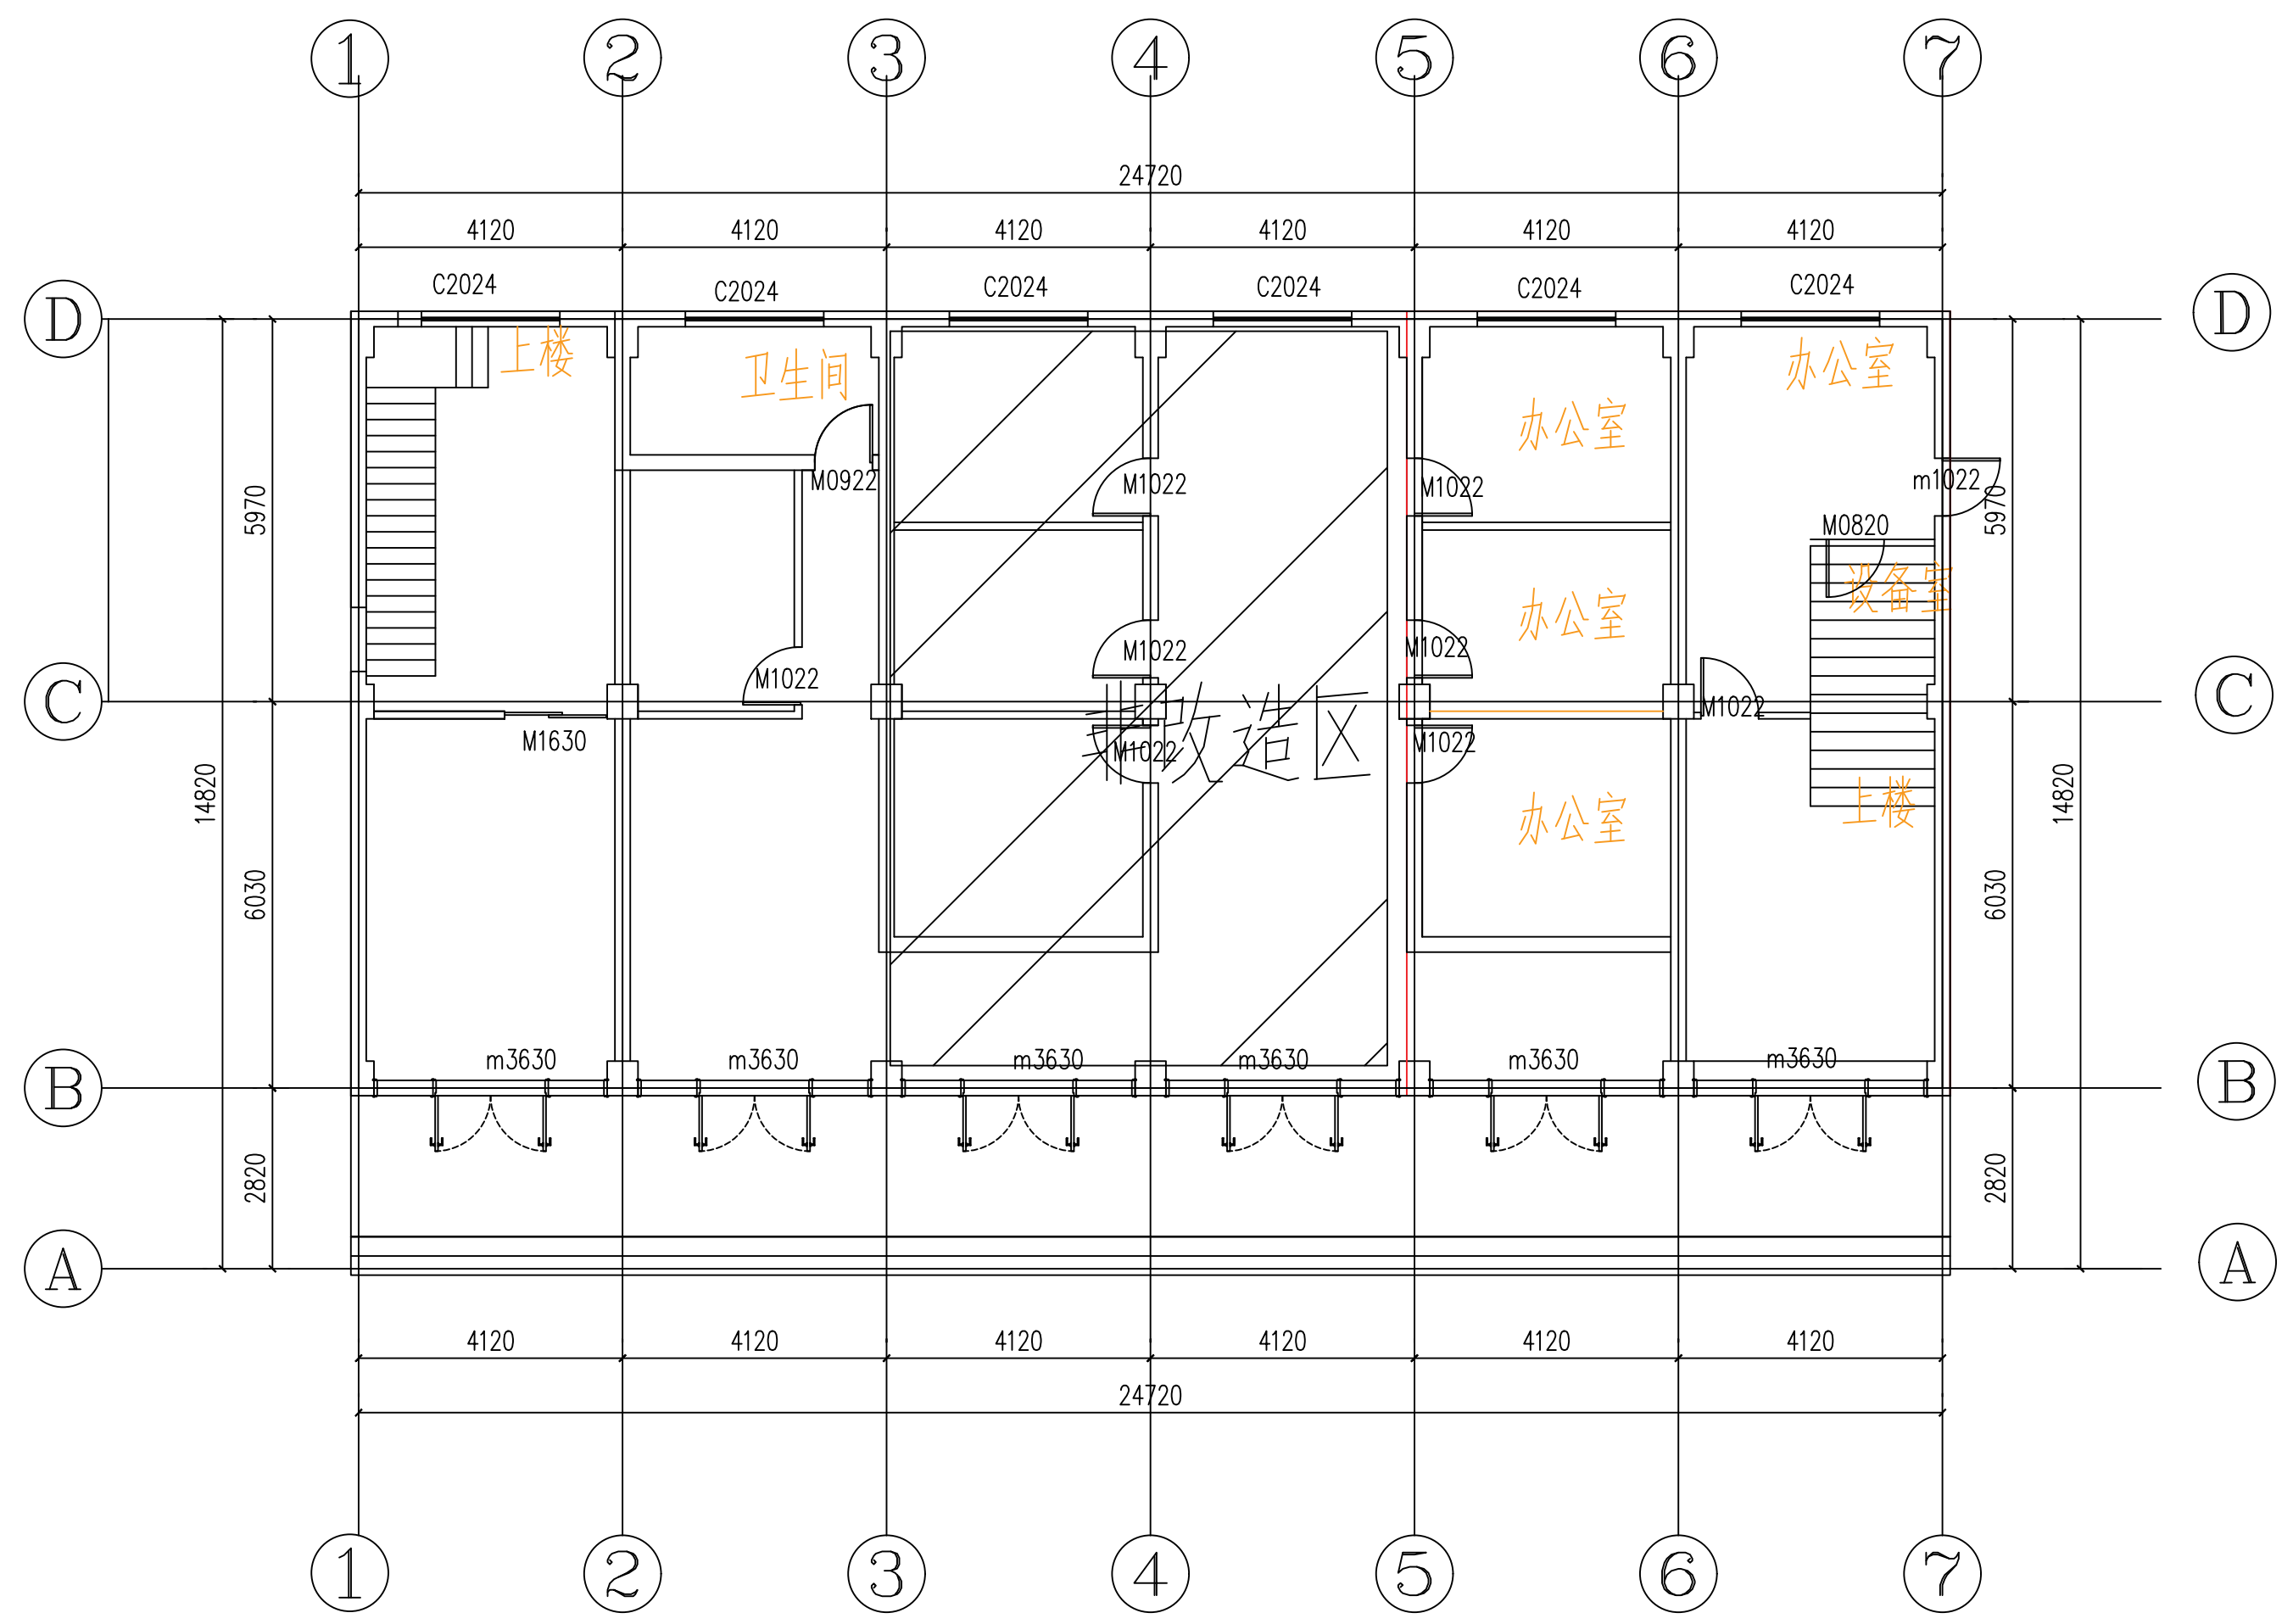 1 2 3 4 5 6 7
24720
4120 4120 4120 4120 4120 4120
C2024 C2024 C2024 C2024 C2024 C2024
D D
上楼 卫生间 办公室 办公室
M0922 M1022 M1022 m1022
5970 5970
M0820
设备室
办公室
M1022 M1022 M1022
C C
M1022
M1630 M1022 非改造区 M1022
14820 14820
上楼
办公室
6030 6030
m3630 m3630 m3630 m3630 m3630 m3630
B B
2820 2820
A A
4120 4120 4120 4120 4120 4120
24720
1 2 3 4 5 6 7